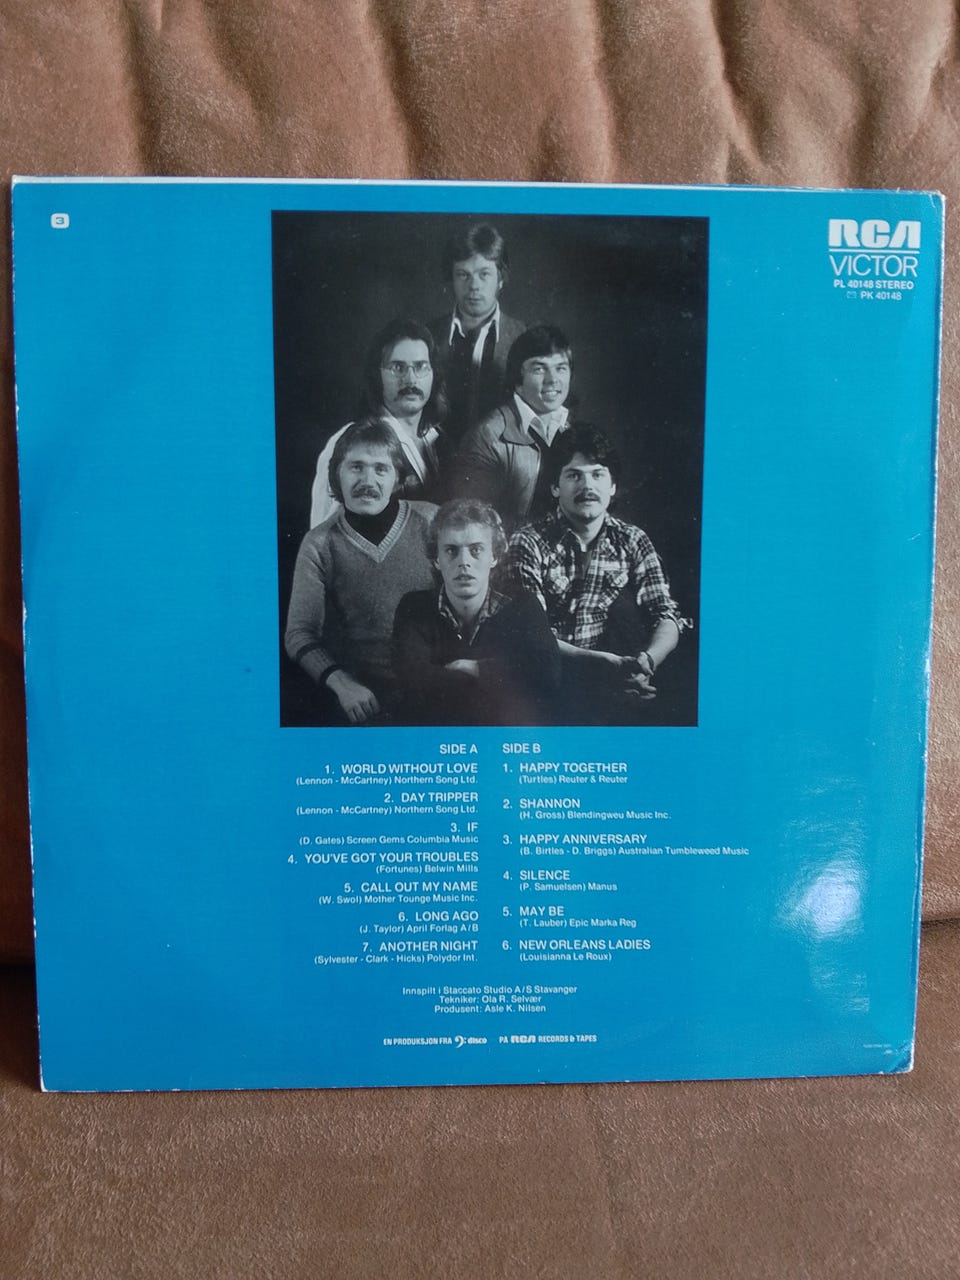 3
RCA
VICTOR
PL 40148 STEREO
PK 40148
SIDE A
1. WORLD WITHOUT LOVE
(Lennon - McCartney) Northern Song Ltd.
2. DAY TRIPPER
(Lennon - McCartney) Northern Song Ltd.
3. IF
(D. Gates) Screen Gems Columbia Music
4. YOU'VE GOT YOUR TROUBLES
(Fortunes) Belwin Mills
5. CALL OUT MY NAME
(W. Swol) Mother Tounge Music Inc.
6. LONG AGO
(J. Taylor) April Forlag A/B
7. ANOTHER NIGHT
(Sylvester - Clark - Hicks) Polydor Int.
SIDE B
1. HAPPY TOGETHER
(Turtles) Reuter & Reuter
2. SHANNON
(H. Gross) Blendingweu Music Inc.
3. HAPPY ANNIVERSARY
(B. Birtles - D. Briggs) Australian Tumbleweed Music
4. SILENCE
(P. Samuelsen) Manus
5. MAY BE
(T. Lauber) Epic Marka Reg
6. NEW ORLEANS LADIES
(Louisianna Le Roux)
Innspilt i Staccato Studio A/S Stavanger
Tekniker: Ola R. Selvær
Produsent: Asle K. Nilsen
EN PRODUKSJON FRA disco PA RCA RECORDS & TAPES